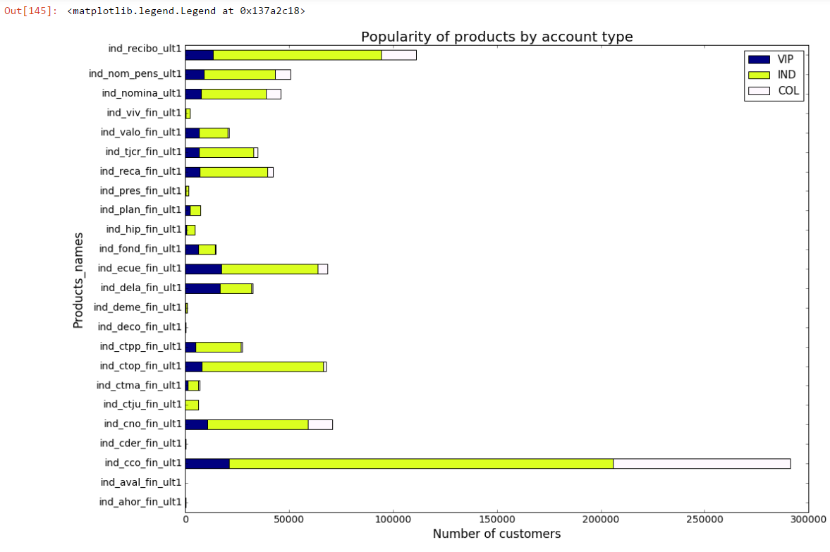 Out[145]: <matplotlib.legend.Legend at 0x137a2c18>
Popularity of products by account type
ind_recibo_ult1
ind_nom_pens_ult1
ind_nomina_ult1
ind_viv_fin_ult1
ind_valo_fin_ult1
ind_tjcr_fin_ult1
ind_reca_fin_ult1
ind_pres_fin_ult1
ind_plan_fin_ult1
ind_hip_fin_ult1
ind_fond_fin_ult1
ind_ecue_fin_ult1
ind_dela_fin_ult1
ind_deme_fin_ult1
ind_deco_fin_ult1
ind_ctpp_fin_ult1
ind_ctop_fin_ult1
ind_ctma_fin_ult1
ind_ctju_fin_ult1
ind_cno_fin_ult1
ind_cder_fin_ult1
ind_cco_fin_ult1
ind_aval_fin_ult1
ind_ahor_fin_ult1
Products_names
VIP
IND
COL
0 50000 100000 150000 200000 250000 300000
Number of customers